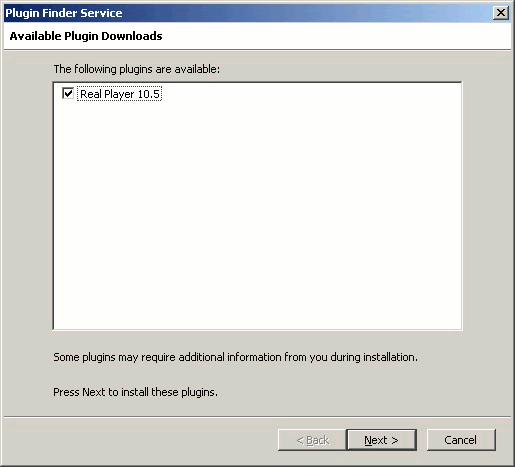 Plugin Finder Service
Available Plugin Downloads
The following plugins are available:
Real Player 10.5
Some plugins may require additional information from you during installation.
Press Next to install these plugins.
< Back Next > Cancel